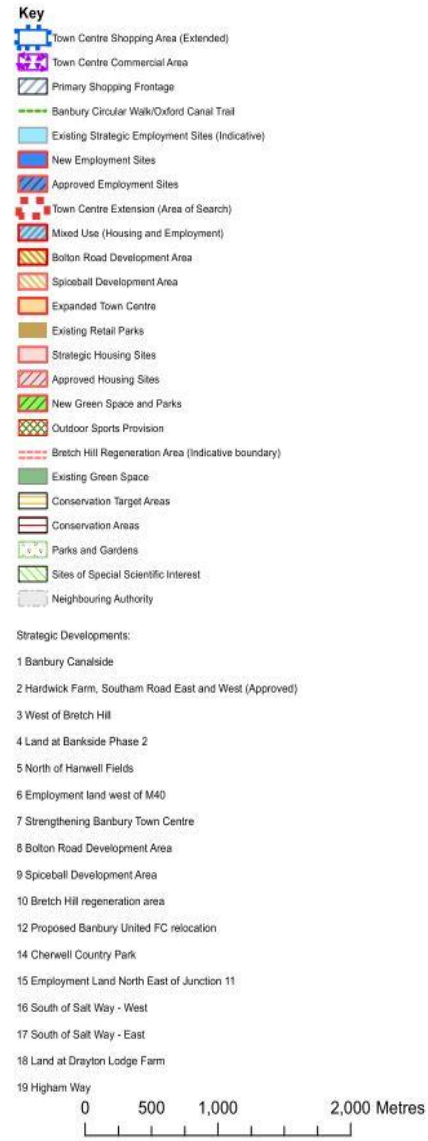 Key
Town Centre Shopping Area (Extended)
Town Centre Commercial Area
Primary Shopping Frontage
Banbury Circular Walk/Oxford Canal Trail
Existing Strategic Employment Sites (Indicative)
New Employment Sites
Approved Employment Sites
Town Centre Extension (Area of Search)
Mixed Use (Housing and Employment)
Bolton Road Development Area
Spiceball Development Area
Expanded Town Centre
Existing Retail Parks
Strategic Housing Sites
Approved Housing Sites
New Green Space and Parks
Outdoor Sports Provision
Bretch Hill Regeneration Area (Indicative boundary)
Existing Green Space
Conservation Target Areas
Conservation Areas
Parks and Gardens
Sites of Special Scientific Interest
Neighbouring Authority
Strategic Developments:
1 Banbury Canalside
2 Hardwick Farm, Southam Road East and West (Approved)
3 West of Bretch Hill
4 Land at Bankside Phase 2
5 North of Hanwell Fields
6 Employment land west of M40
7 Strengthening Banbury Town Centre
8 Bolton Road Development Area
9 Spiceball Development Area
10 Bretch Hill regeneration area
12 Proposed Banbury United FC relocation
14 Cherwell Country Park
15 Employment Land North East of Junction 11
16 South of Salt Way - West
17 South of Salt Way - East
18 Land at Drayton Lodge Farm
19 Higham Way
0 500 1,000 2,000 Metres